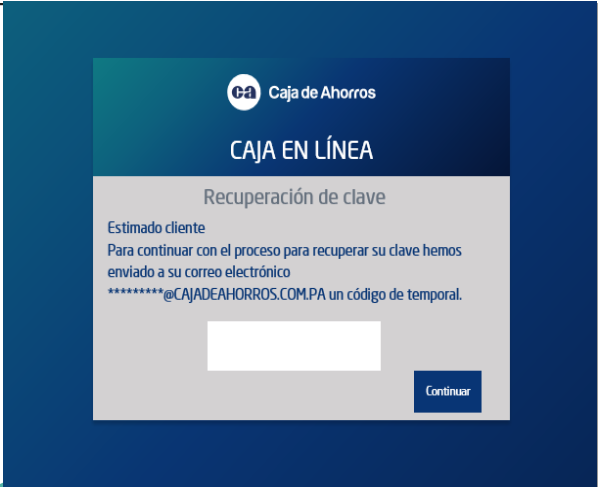 ca Caja de Ahorros
CAJA EN LÍNEA
Recuperación de clave
Estimado cliente
Para continuar con el proceso para recuperar su clave hemos
enviado a su correo electrónico
*********@CAJADEAHORROS.COM.PA un código de temporal.
Continuar